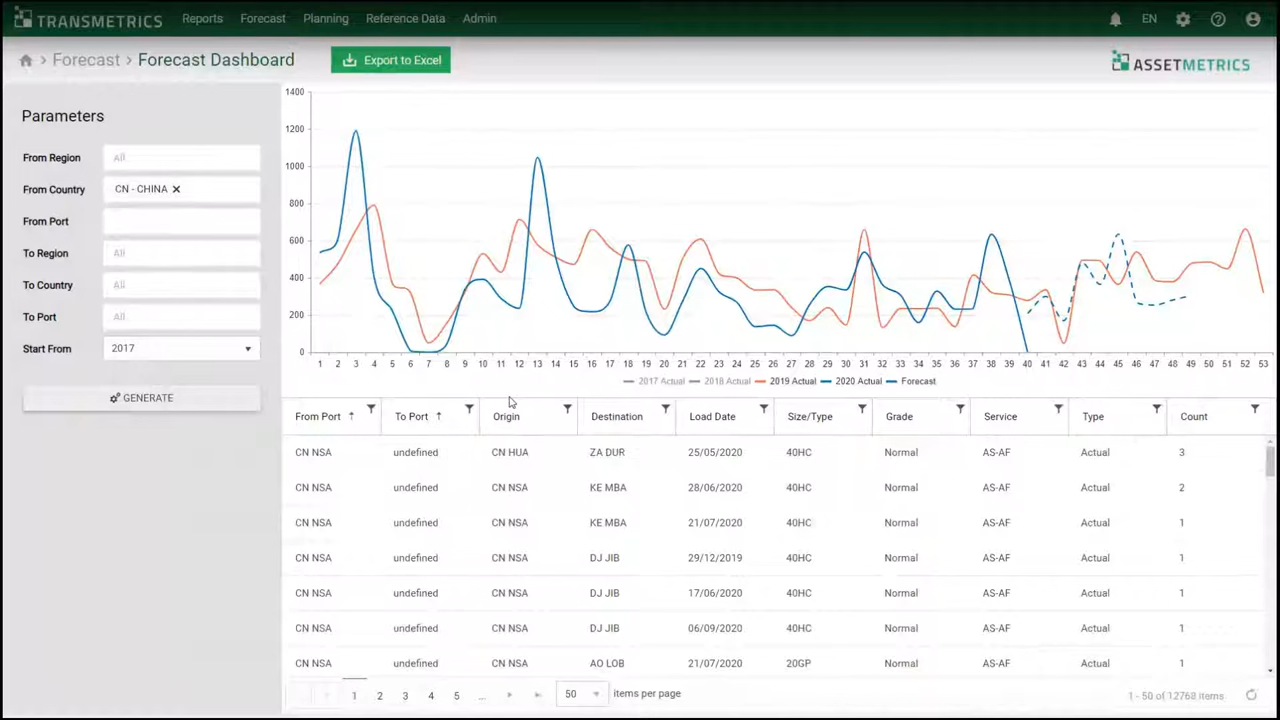 TRANSMETRICS Reports Forecast Planning Reference Data Admin EN
> Forecast > Forecast Dashboard Export to Excel ASSETMETRICS
Parameters
From Region All
From Country CN - CHINA ×
From Port
To Region All
To Country All
To Port All
Start From 2017
GENERATE
1400
1200
1000
800
600
400
200
0
1 2 3 4 5 6 7 8 9 10 11 12 13 14 15 16 17 18 19 20 21 22 23 24 25 26 27 28 29 30 31 32 33 34 35 36 37 38 39 40 41 42 43 44 45 46 47 48 49 50 51 52 53
2017 Actual 2018 Actual 2019 Actual 2020 Actual Forecast
From Port ↑ To Port ↑ Origin Destination Load Date Size/Type Grade Service Type Count
CN NSA undefined CN HUA ZA DUR 25/05/2020 40HC Normal AS-AF Actual 3
CN NSA undefined CN NSA KE MBA 28/06/2020 40HC Normal AS-AF Actual 2
CN NSA undefined CN NSA KE MBA 21/07/2020 40HC Normal AS-AF Actual 1
CN NSA undefined CN NSA DJ JIB 29/12/2019 40HC Normal AS-AF Actual 1
CN NSA undefined CN NSA DJ JIB 17/06/2020 40HC Normal AS-AF Actual 1
CN NSA undefined CN NSA DJ JIB 06/09/2020 40HC Normal AS-AF Actual 1
CN NSA undefined CN NSA AO LOB 21/07/2020 20GP Normal AS-AF Actual 1
1 2 3 4 5 ... 50 items per page 1 - 50 of 12768 items